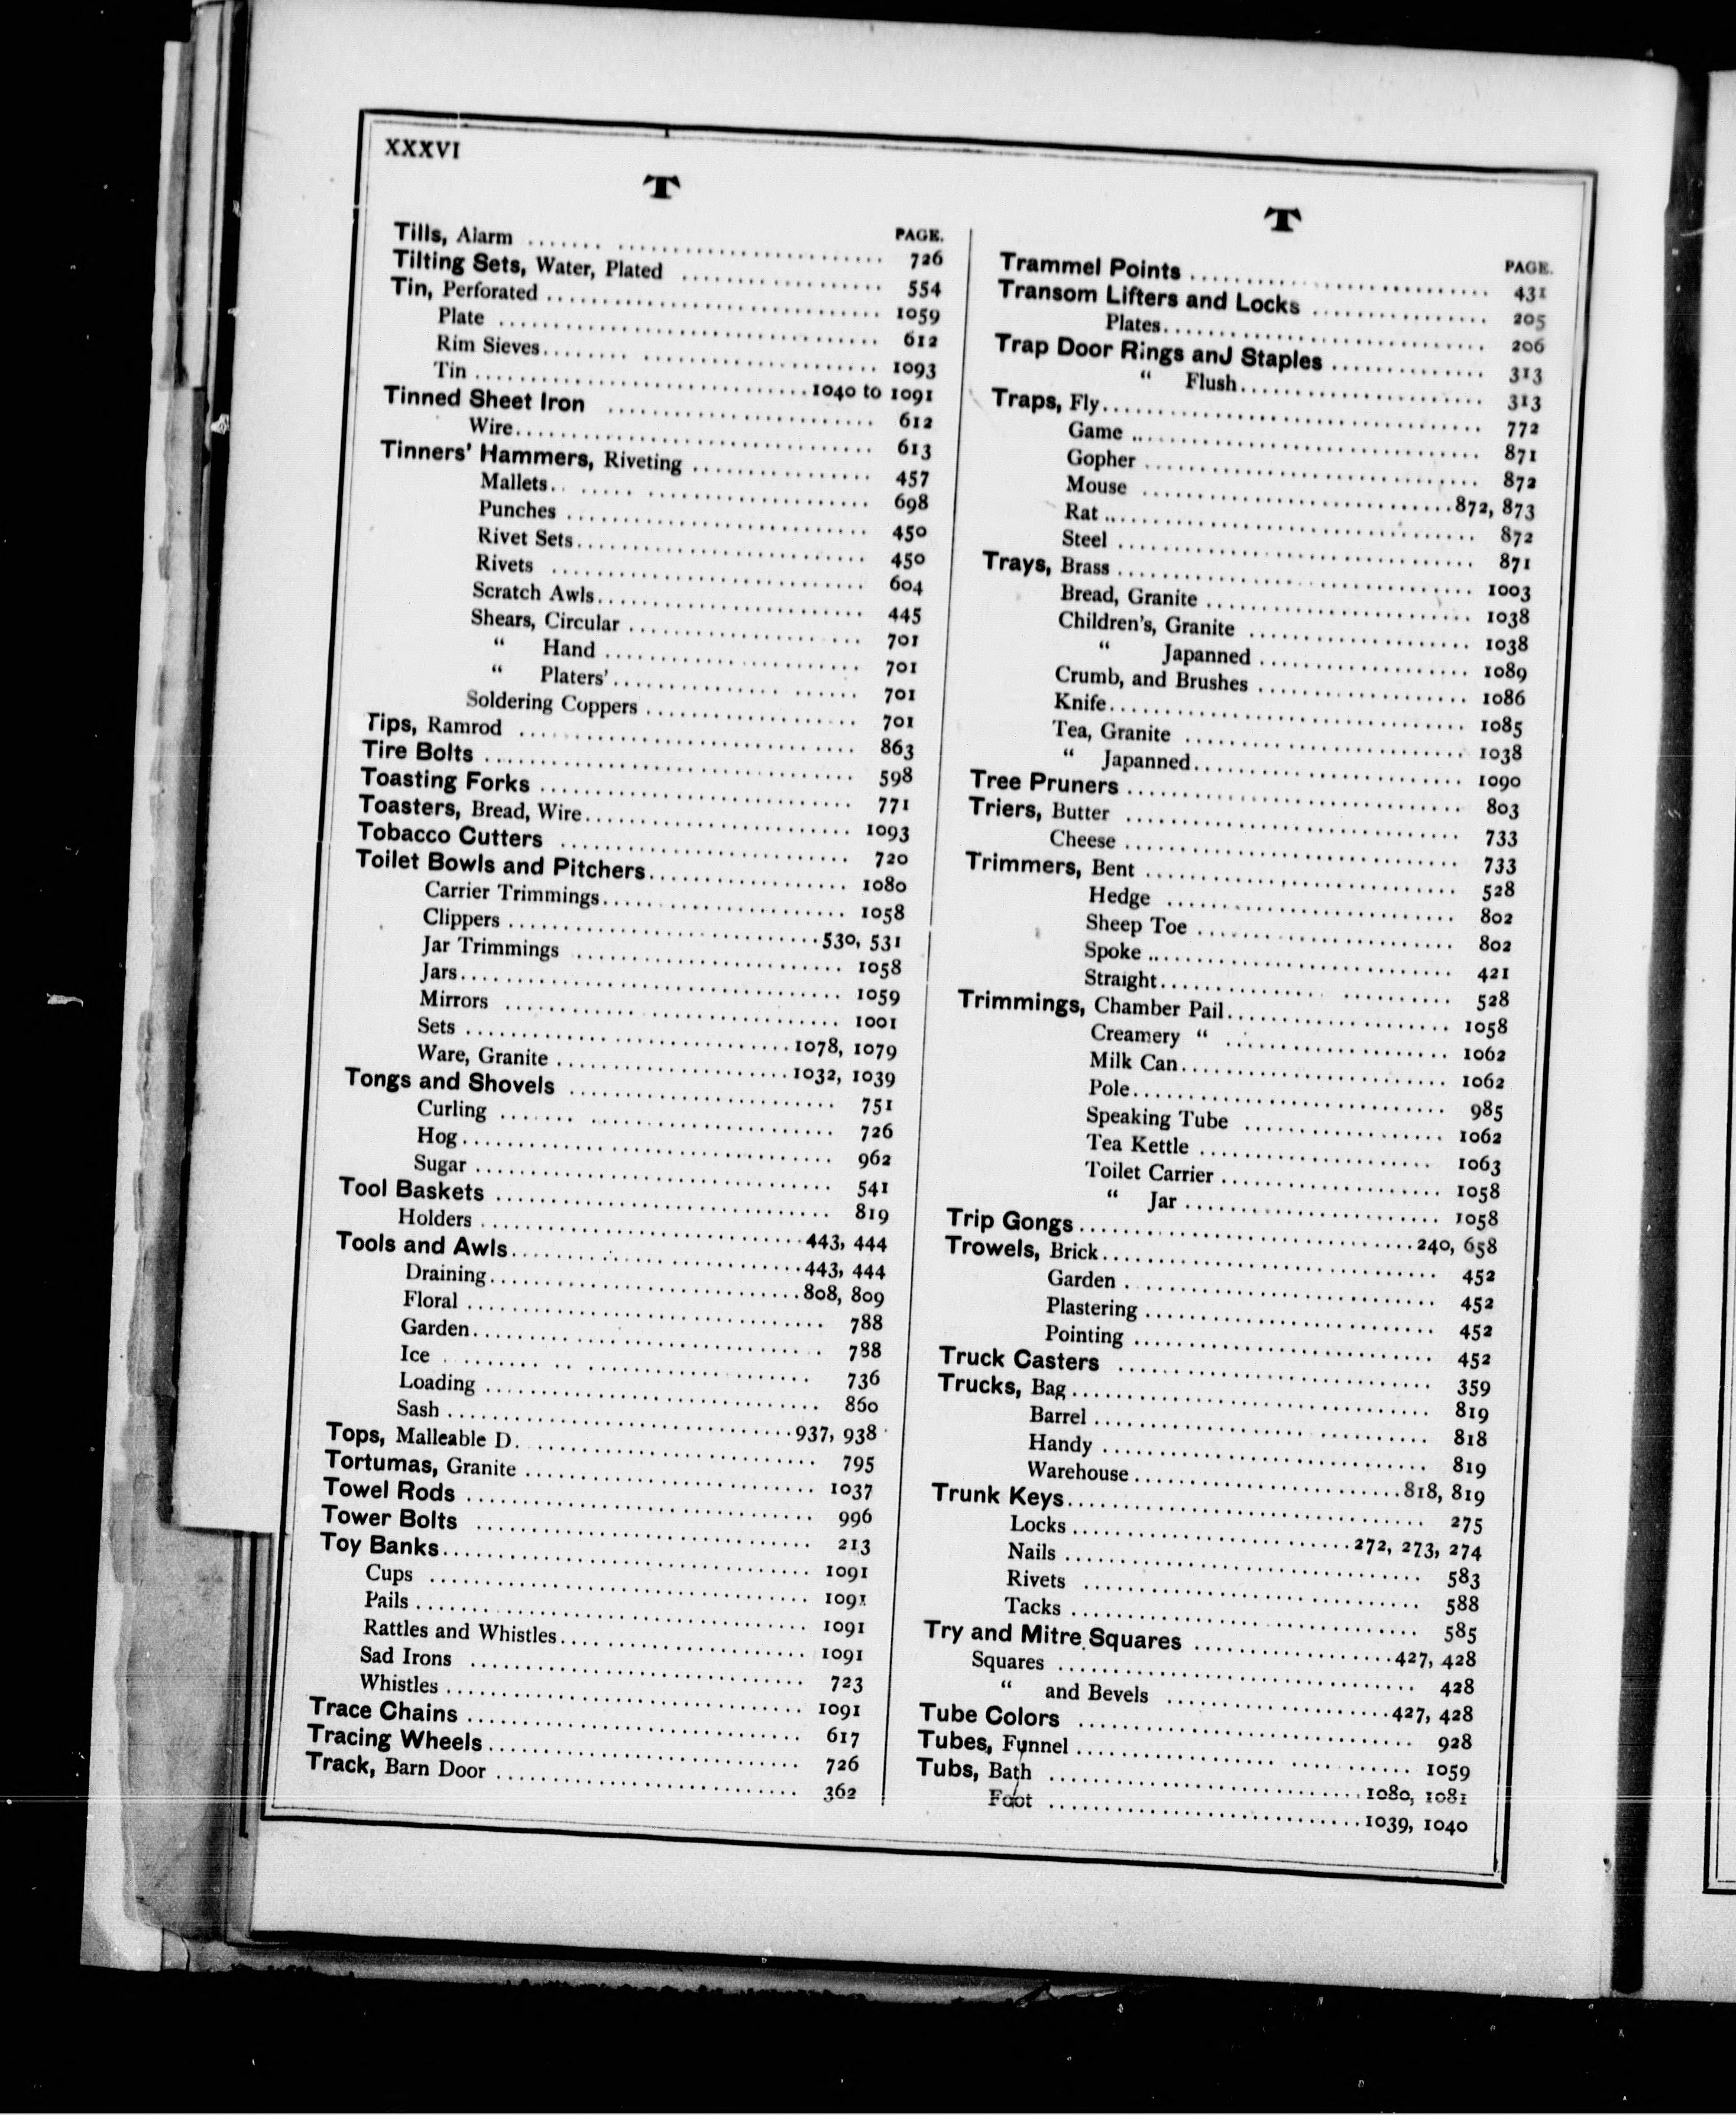 XXXVI
T
PAGE.
Tills, Alarm ........ 726
Tilting Sets, Water, Plated ........ 554
Tin, Perforated ........ 1059
Plate ........ 612
Rim Sieves ........ 1093
Tin ........ 1040 to 1091
Tinned Sheet Iron ........ 612
Wire ........ 613
Tinners' Hammers, Riveting ........ 457
Mallets ........ 698
Punches ........ 450
Rivet Sets ........ 450
Rivets ........ 604
Scratch Awls ........ 445
Shears, Circular ........ 701
" Hand ........ 701
" Platers' ........ 701
Soldering Coppers ........ 701
Tips, Ramrod ........ 863
Tire Bolts ........ 598
Toasting Forks ........ 771
Toasters, Bread, Wire ........ 1093
Tobacco Cutters ........ 720
Toilet Bowls and Pitchers ........ 1080
Carrier Trimmings ........ 1058
Clippers ........ 530, 531
Jar Trimmings ........ 1058
Jars ........ 1059
Mirrors ........ 1001
Sets ........ 1078, 1079
Ware, Granite ........ 1032, 1039
Tongs and Shovels ........ 751
Curling ........ 726
Hog ........ 962
Sugar ........ 541
Tool Baskets ........ 819
Holders ........ 443, 444
Tools and Awls ........ 443, 444
Draining ........ 808, 809
Floral ........ 788
Garden ........ 788
Ice ........ 736
Loading ........ 860
Sash ........ 937, 938
Tops, Malleable D. ........ 795
Tortumas, Granite ........ 1037
Towel Rods ........ 996
Tower Bolts ........ 213
Toy Banks ........ 1091
Cups ........ 1091
Pails ........ 1091
Rattles and Whistles ........ 1091
Sad Irons ........ 723
Whistles ........ 1091
Trace Chains ........ 617
Tracing Wheels ........ 726
Track, Barn Door ........ 362
T
PAGE.
Trammel Points ........ 431
Transom Lifters and Locks ........ 205
Plates ........ 206
Trap Door Rings and Staples ........ 313
" Flush ........ 313
Traps, Fly ........ 772
Game ........ 871
Gopher ........ 872
Mouse ........ 872, 873
Rat ........ 872
Steel ........ 871
Trays, Brass ........ 1003
Bread, Granite ........ 1038
Children's, Granite ........ 1038
" Japanned ........ 1089
Crumb, and Brushes ........ 1086
Knife ........ 1085
Tea, Granite ........ 1038
" Japanned ........ 1090
Tree Pruners ........ 803
Triers, Butter ........ 733
Cheese ........ 733
Trimmers, Bent ........ 528
Hedge ........ 802
Sheep Toe ........ 802
Spoke ........ 421
Straight ........ 528
Trimmings, Chamber Pail ........ 1058
Creamery " ........ 1062
Milk Can ........ 1062
Pole ........ 985
Speaking Tube ........ 1062
Tea Kettle ........ 1063
Toilet Carrier ........ 1058
" Jar ........ 1058
Trip Gongs ........ 240, 658
Trowels, Brick ........ 452
Garden ........ 452
Plastering ........ 452
Pointing ........ 452
Truck Casters ........ 359
Trucks, Bag ........ 819
Barrel ........ 818
Handy ........ 819
Warehouse ........ 818, 819
Trunk Keys ........ 275
Locks ........ 272, 273, 274
Nails ........ 583
Rivets ........ 588
Tacks ........ 585
Try and Mitre Squares ........ 427, 428
Squares ........ 428
" and Bevels ........ 427, 428
Tube Colors ........ 928
Tubes, Funnel ........ 1059
Tubs, Bath ........ 1080, 1081
Foot ........ 1039, 1040